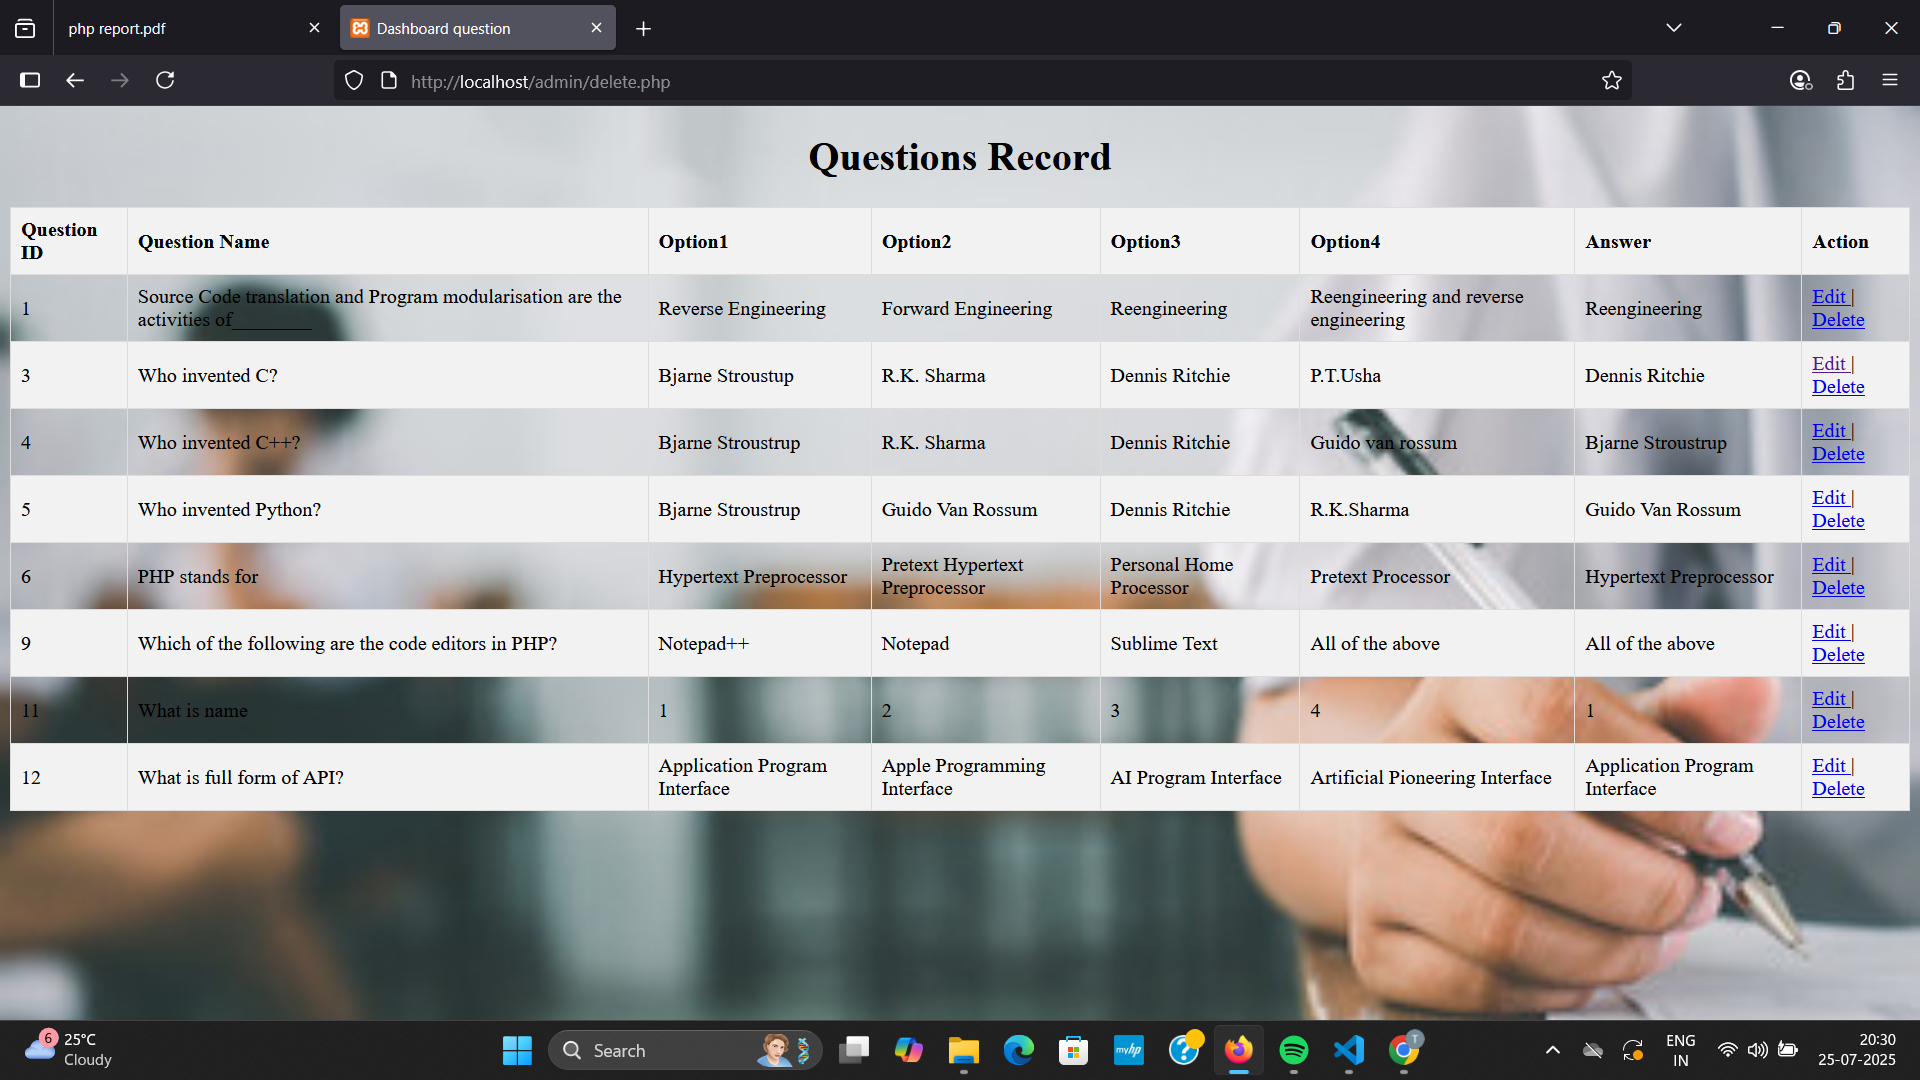 php report.pdf
Dashboard question
http://localhost/admin/delete.php
Questions Record
Question ID Question Name Option1 Option2 Option3 Option4 Answer Action
1 Source Code translation and Program modularisation are the activities of________ Reverse Engineering Forward Engineering Reengineering Reengineering and reverse engineering Reengineering Edit | Delete
3 Who invented C? Bjarne Stroustup R.K. Sharma Dennis Ritchie P.T.Usha Dennis Ritchie Edit | Delete
4 Who invented C++? Bjarne Stroustrup R.K. Sharma Dennis Ritchie Guido van rossum Bjarne Stroustrup Edit | Delete
5 Who invented Python? Bjarne Stroustrup Guido Van Rossum Dennis Ritchie R.K.Sharma Guido Van Rossum Edit | Delete
6 PHP stands for Hypertext Preprocessor Pretext Hypertext Preprocessor Personal Home Processor Pretext Processor Hypertext Preprocessor Edit | Delete
9 Which of the following are the code editors in PHP? Notepad++ Notepad Sublime Text All of the above All of the above Edit | Delete
11 What is name 1 2 3 4 1 Edit | Delete
12 What is full form of API? Application Program Interface Apple Programming Interface AI Program Interface Artificial Pioneering Interface Application Program Interface Edit | Delete
6 25°C
Cloudy
Search
myhp
T
ENG
IN
20:30
25-07-2025